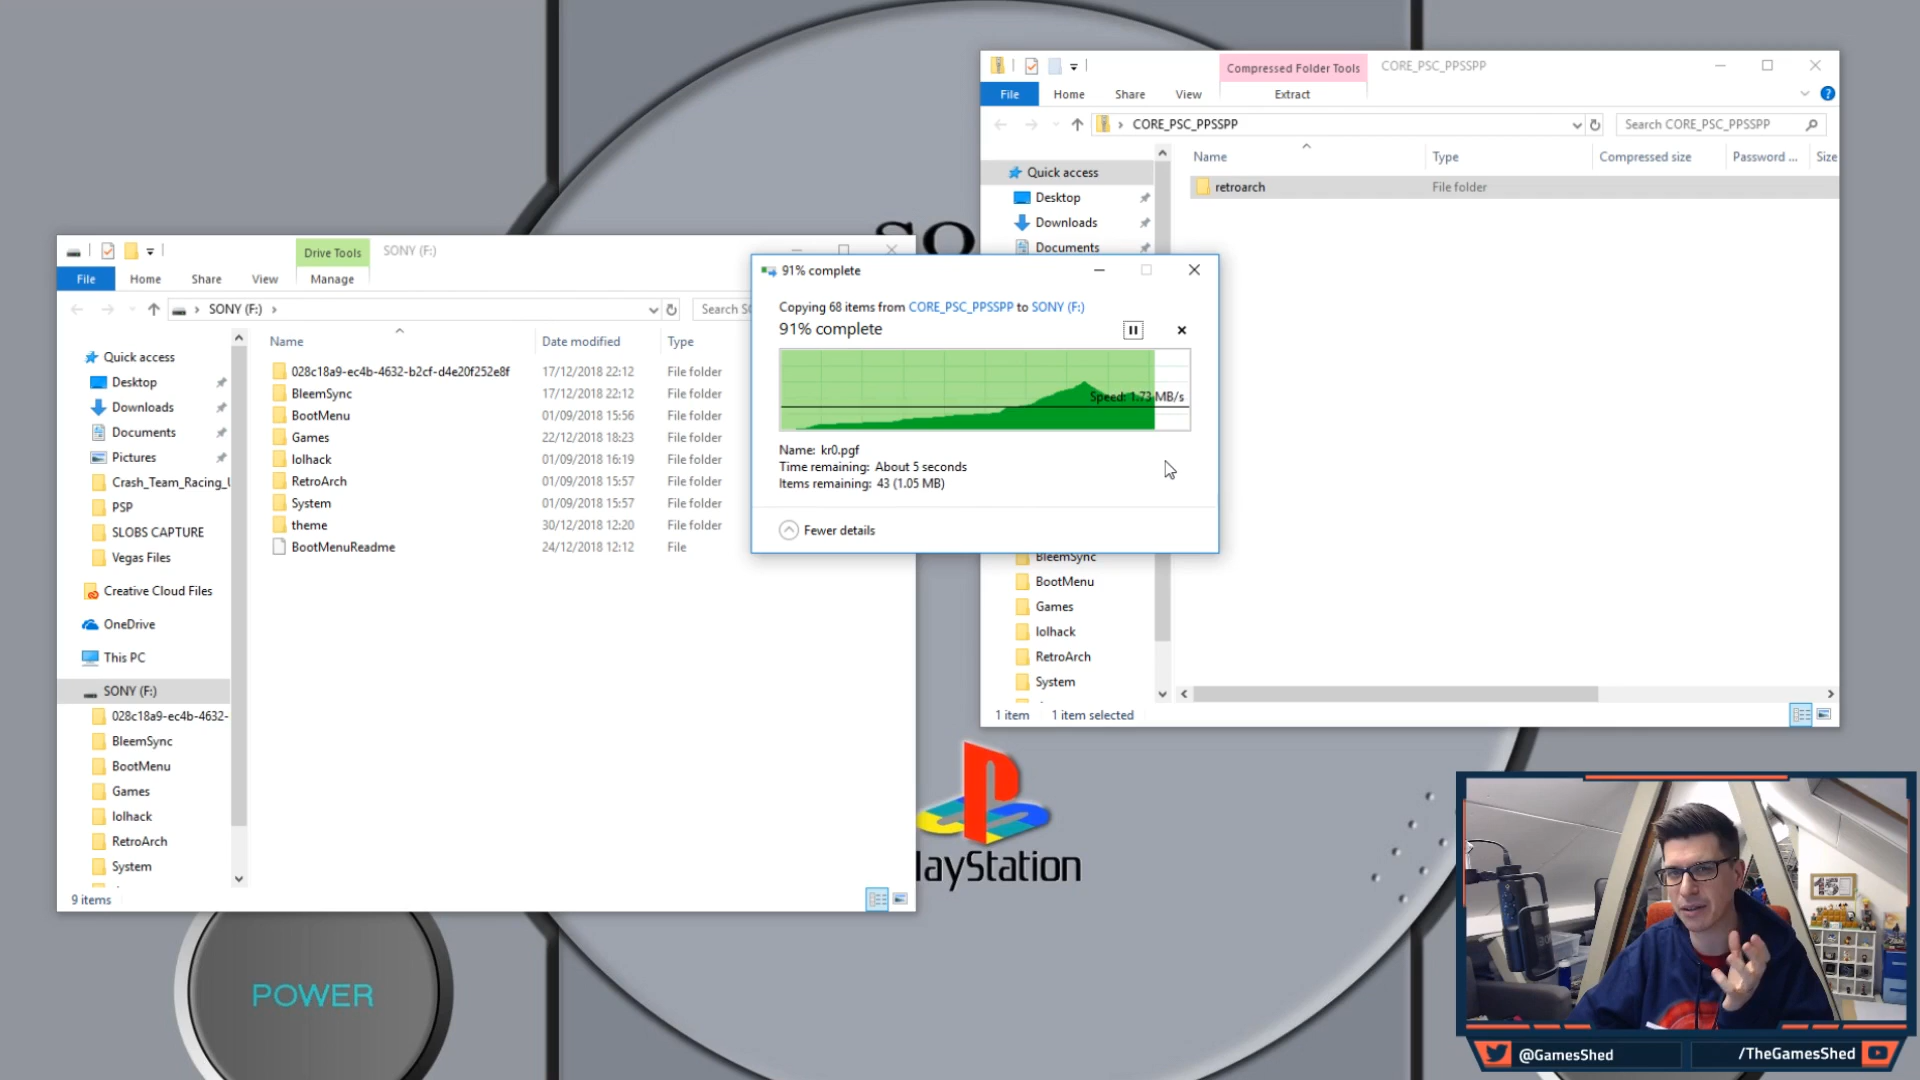 SO
Compressed Folder Tools
CORE_PSC_PPSSPP
File
Home
Share
View
Extract
CORE_PSC_PPSSPP
Search CORE_PSC_PPSSPP
Name
Type
Compressed size
Password ...
Size
Quick access
retroarch
File folder
Desktop
Downloads
Documents
BleemSync
BootMenu
Games
lolhack
RetroArch
System
1 item
1 item selected
Drive Tools
SONY (F:)
File
Home
Share
View
Manage
SONY (F:)
Search SO
Name
Date modified
Type
Quick access
Desktop
Downloads
Documents
Pictures
Crash_Team_Racing_U
PSP
SLOBS CAPTURE
Vegas Files
Creative Cloud Files
OneDrive
This PC
SONY (F:)
028c18a9-ec4b-4632-
BleemSync
BootMenu
Games
lolhack
RetroArch
System
028c18a9-ec4b-4632-b2cf-d4e20f252e8f 17/12/2018 22:12 File folder
BleemSync 17/12/2018 22:12 File folder
BootMenu 01/09/2018 15:56 File folder
Games 22/12/2018 18:23 File folder
lolhack 01/09/2018 16:19 File folder
RetroArch 01/09/2018 15:57 File folder
System 01/09/2018 15:57 File folder
theme 30/12/2018 12:20 File folder
BootMenuReadme 24/12/2018 12:12 File
9 items
91% complete
Copying 68 items from CORE_PSC_PPSSPP to SONY (F:)
91% complete
Speed: 1.73 MB/s
Name: kr0.pgf
Time remaining: About 5 seconds
Items remaining: 43 (1.05 MB)
Fewer details
layStation
POWER
@GamesShed
/TheGamesShed